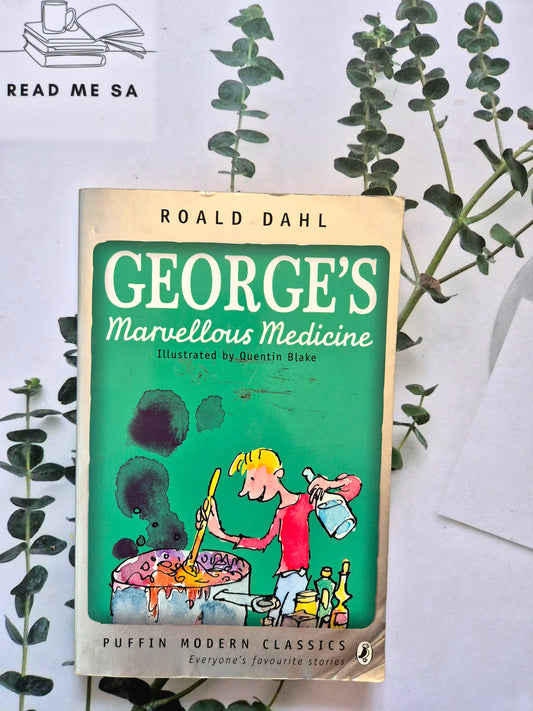 READ ME SA
ROALD DAHL
GEORGE'S
Marvellous Medicine
Illustrated by Quentin Blake
PUFFIN MODERN CLASSICS
Everyone's favourite stories